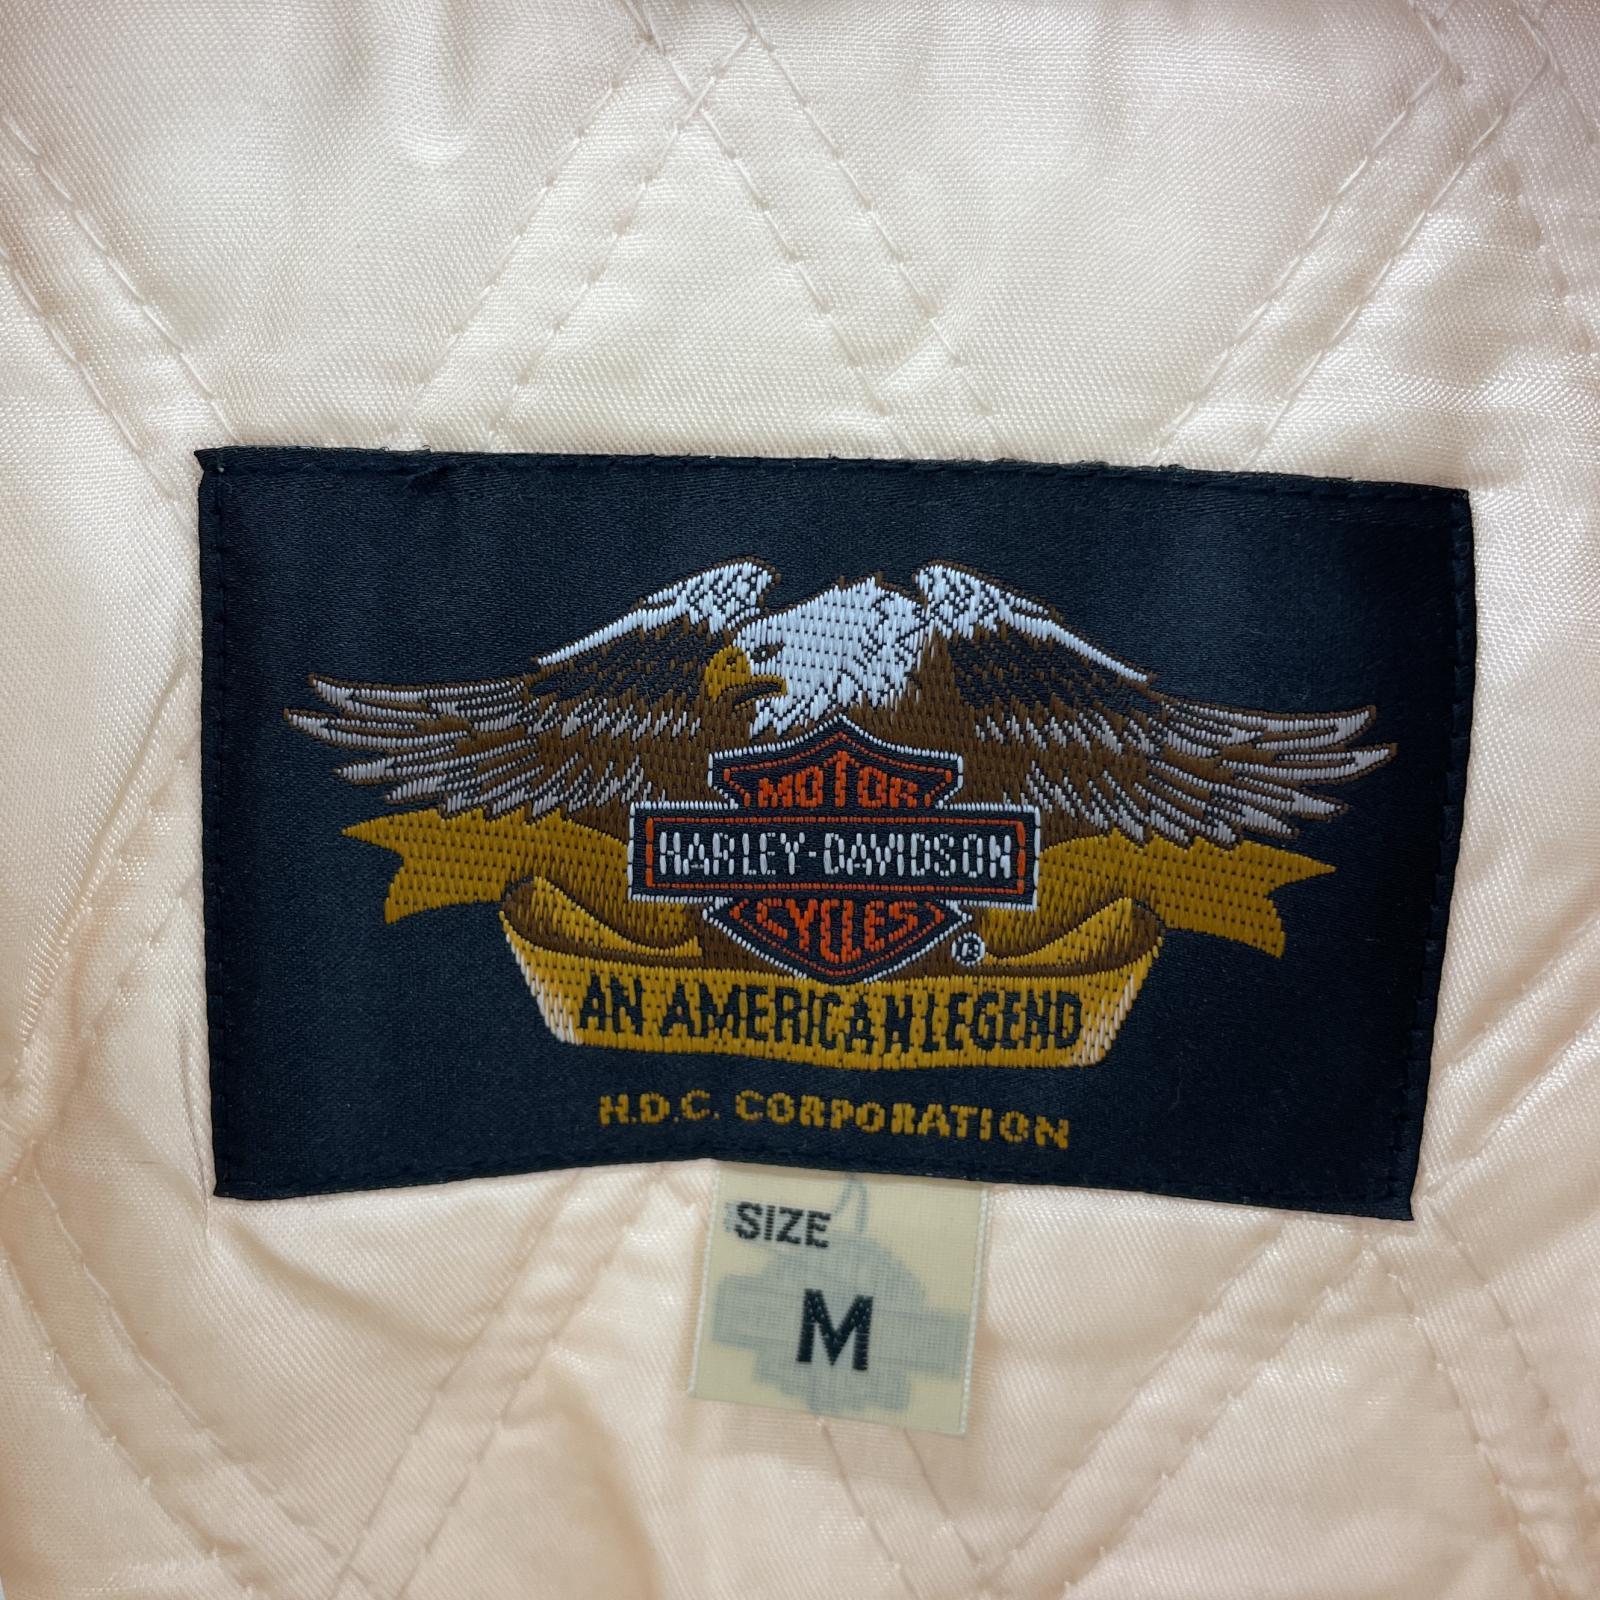 MOTOR
HARLEY-DAVIDSON
CYCLES
®
AN AMERICAN LEGEND
H.D.C. CORPORATION
SIZE
M